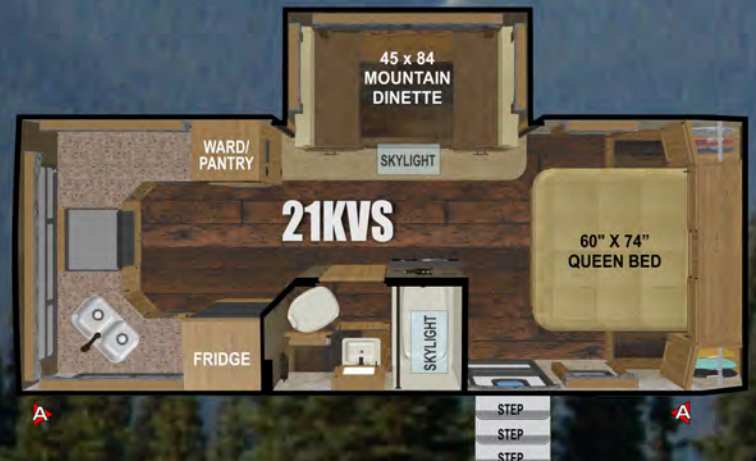 45 x 84
MOUNTAIN
DINETTE
WARD/
PANTRY
SKYLIGHT
21KVS
60" X 74”
QUEEN BED
FRIDGE
SKYLIGHT
A
A
STEP
STEP
STEP